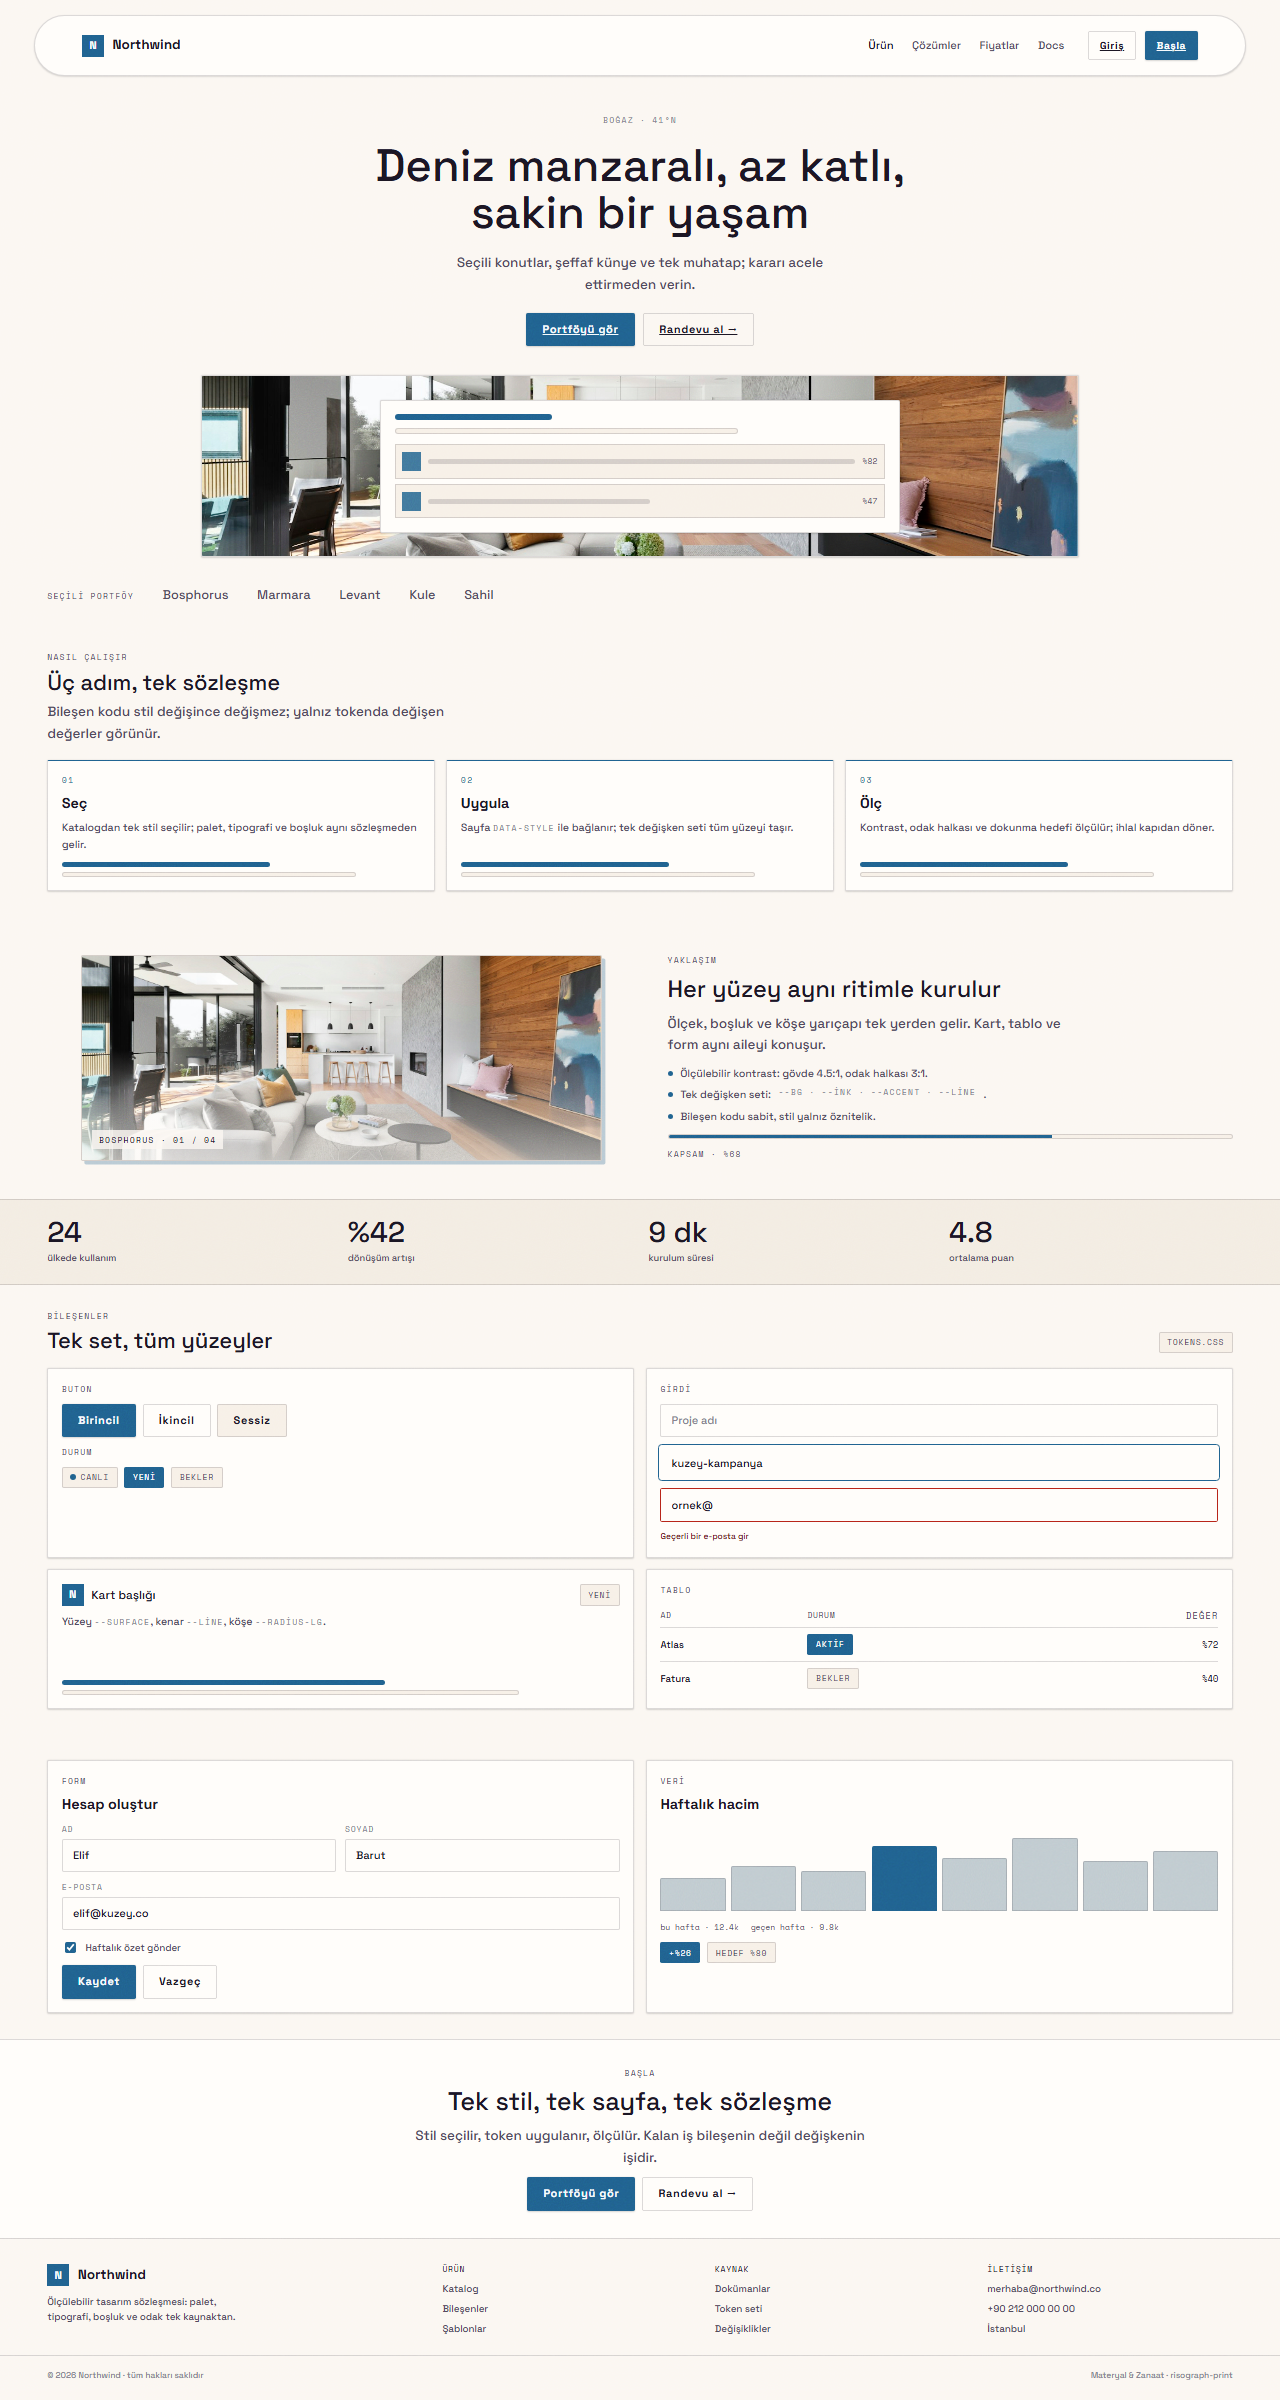 N Northwind
Ürün Çözümler Fiyatlar Docs Giriş Başla
BOĞAZ · 41°N
Deniz manzaralı, az katlı,
sakin bir yaşam
Seçili konutlar, şeffaf künye ve tek muhatap; kararı acele
ettirmeden verin.
Portföyü gör Randevu al →
%82
%47
SEÇİLİ PORTFÖY Bosphorus Marmara Levant Kule Sahil
NASIL ÇALIŞIR
Üç adım, tek sözleşme
Bileşen kodu stil değişince değişmez; yalnız tokenda değişen
değerler görünür.
01
Seç
Katalogdan tek stil seçilir; palet, tipografi ve boşluk aynı sözleşmeden
gelir.
02
Uygula
Sayfa DATA-STYLE ile bağlanır; tek değişken seti tüm yüzeyi taşır.
03
Ölç
Kontrast, odak halkası ve dokunma hedefi ölçülür; ihlal kapıdan döner.
BOSPHORUS · 01 / 04
YAKLAŞIM
Her yüzey aynı ritimle kurulur
Ölçek, boşluk ve köşe yarıçapı tek yerden gelir. Kart, tablo ve
form aynı aileyi konuşur.
Ölçülebilir kontrast: gövde 4.5:1, odak halkası 3:1.
Tek değişken seti: --BG · --İNK · --ACCENT · --LİNE .
Bileşen kodu sabit, stil yalnız öznitelik.
KAPSAM · %68
24
ülkede kullanım
%42
dönüşüm artışı
9 dk
kurulum süresi
4.8
ortalama puan
BİLEŞENLER
Tek set, tüm yüzeyler
TOKENS.CSS
BUTON
Birincil İkincil Sessiz
DURUM
CANLI YENİ BEKLER
GİRDİ
Proje adı
kuzey-kampanya
ornek@
Geçerli bir e-posta gir
N Kart başlığı YENİ
Yüzey --SURFACE, kenar --LİNE, köşe --RADİUS-LG.
TABLO
AD DURUM DEĞER
Atlas AKTİF %72
Fatura BEKLER %40
FORM
Hesap oluştur
AD SOYAD
Elif Barut
E-POSTA
elif@kuzey.co
Haftalık özet gönder
Kaydet Vazgeç
VERİ
Haftalık hacim
bu hafta · 12.4k geçen hafta · 9.8k
+%26 HEDEF %80
BAŞLA
Tek stil, tek sayfa, tek sözleşme
Stil seçilir, token uygulanır, ölçülür. Kalan iş bileşenin değil değişkenin
işidir.
Portföyü gör Randevu al →
N Northwind
Ölçülebilir tasarım sözleşmesi: palet,
tipografi, boşluk ve odak tek kaynaktan.
ÜRÜN
Katalog
Bileşenler
Şablonlar
KAYNAK
Dokümanlar
Token seti
Değişiklikler
İLETİŞİM
merhaba@northwind.co
+90 212 000 00 00
İstanbul
© 2026 Northwind · tüm hakları saklıdır
Materyal & Zanaat · risograph-print